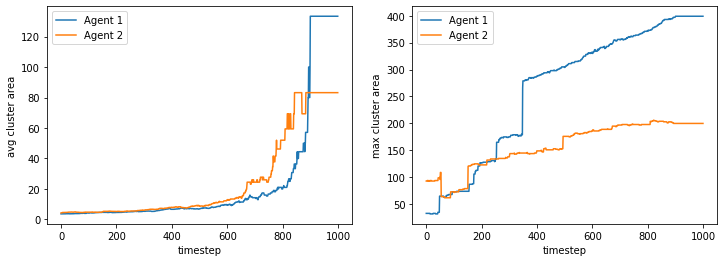 Agent 1
Agent 2
avg cluster area
120
100
80
60
40
20
0
0 200 400 600 800 1000
timestep
Agent 1
Agent 2
max cluster area
400
350
300
250
200
150
100
50
0 200 400 600 800 1000
timestep